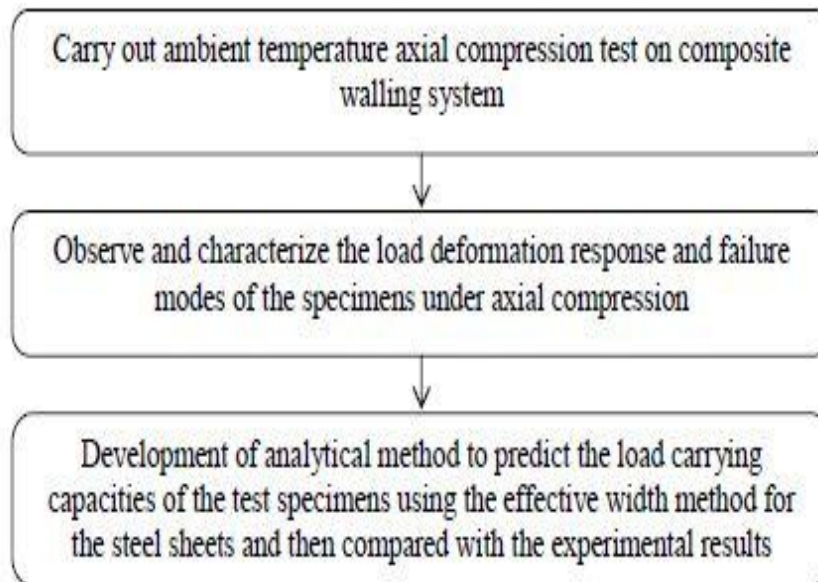 Carry out ambient temperature axial compression test on composite
walling system
Observe and characterize the load deformation response and failure
modes of the specimens under axial compression
Development of analytical method to predict the load carrying
capacities of the test specimens using the effective width method for
the steel sheets and then compared with the experimental results